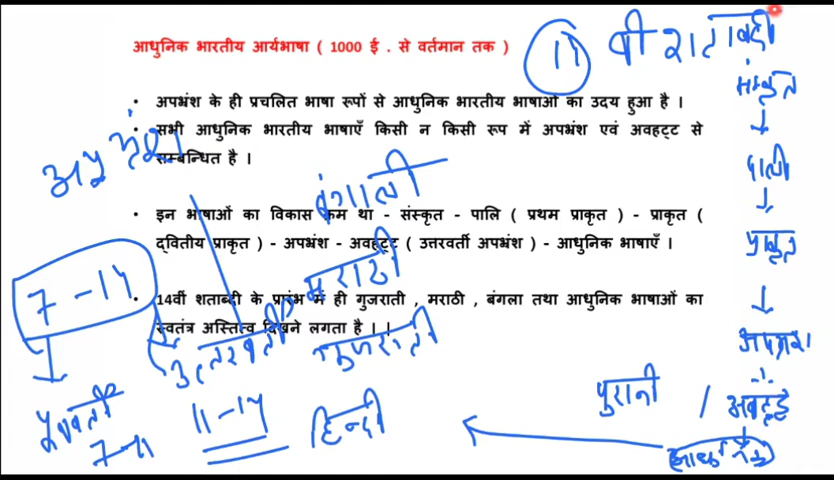 आधुनिक भारतीय आर्यभाषा ( 1000 ई . से वर्तमान तक )
वी शताब्दी
• अपभ्रंश के ही प्रचलित भाषा रूपों से आधुनिक भारतीय भाषाओं का उदय हुआ है ।
• सभी आधुनिक भारतीय भाषाएँ किसी न किसी रूप में अपभ्रंश एवं अवहट्ट से
सम्बन्धित है ।
• इन भाषाओं का विकास क्रम था - संस्कृत - पालि ( प्रथम प्राकृत ) - प्राकृत (
द्वितीय प्राकृत ) - अपभ्रंश - अवहट्ट ( उत्तरवर्ती अपभ्रंश ) - आधुनिक भाषाएँ ।
• 14वीं शताब्दी के प्रारंभ में ही गुजराती , मराठी , बंगला तथा आधुनिक भाषाओं का
स्वतंत्र अस्तित्व दिखने लगता है । ।
संस्कृत
पाली
प्राकृत
अपभ्रंश
अवहट्ट
अपभ्रंश
7-14
पूर्ववर्ती
7-11
उत्तरवर्ती
11-14
बंगाली
मराठी
गुजराती
हिन्दी
पुरानी